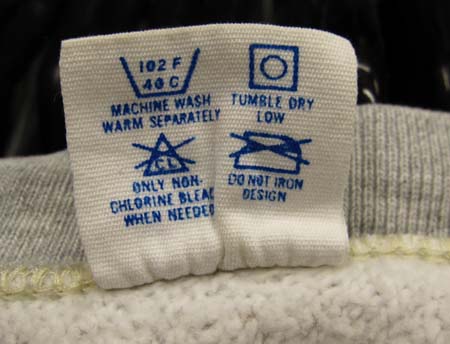 102 F
40 C
MACHINE WASH
WARM SEPARATELY
TUMBLE DRY
LOW
CL
ONLY NON-
CHLORINE BLEAC
WHEN NEEDED
DO NOT IRON
DESIGN